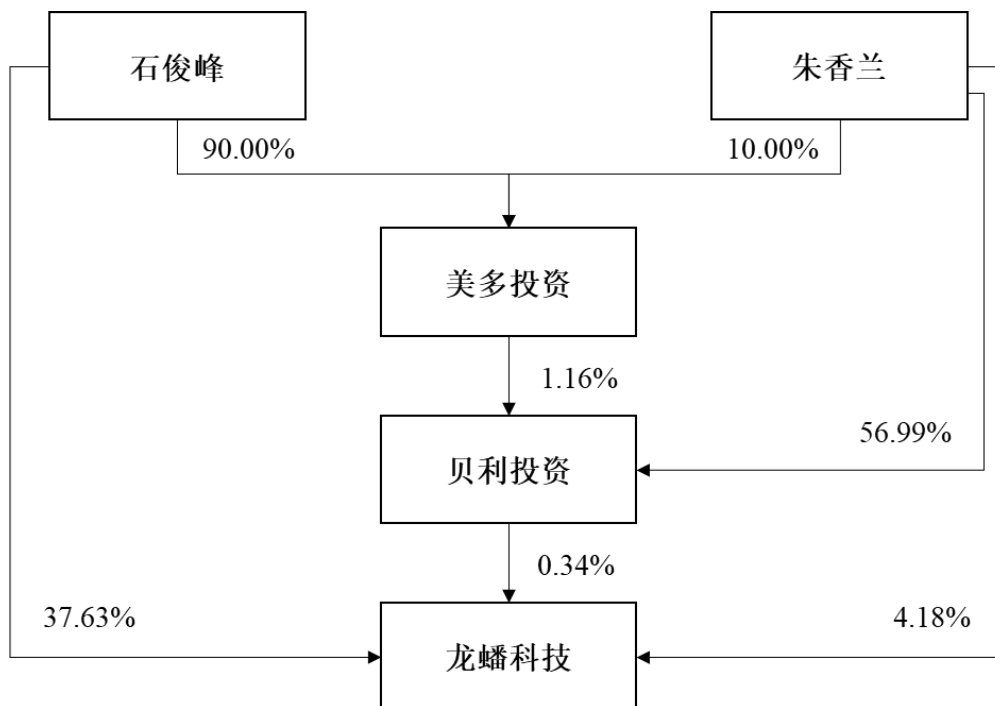 石俊峰
朱香兰
90.00%
10.00%
美多投资
1.16%
56.99%
贝利投资
0.34%
37.63%
4.18%
龙蟠科技